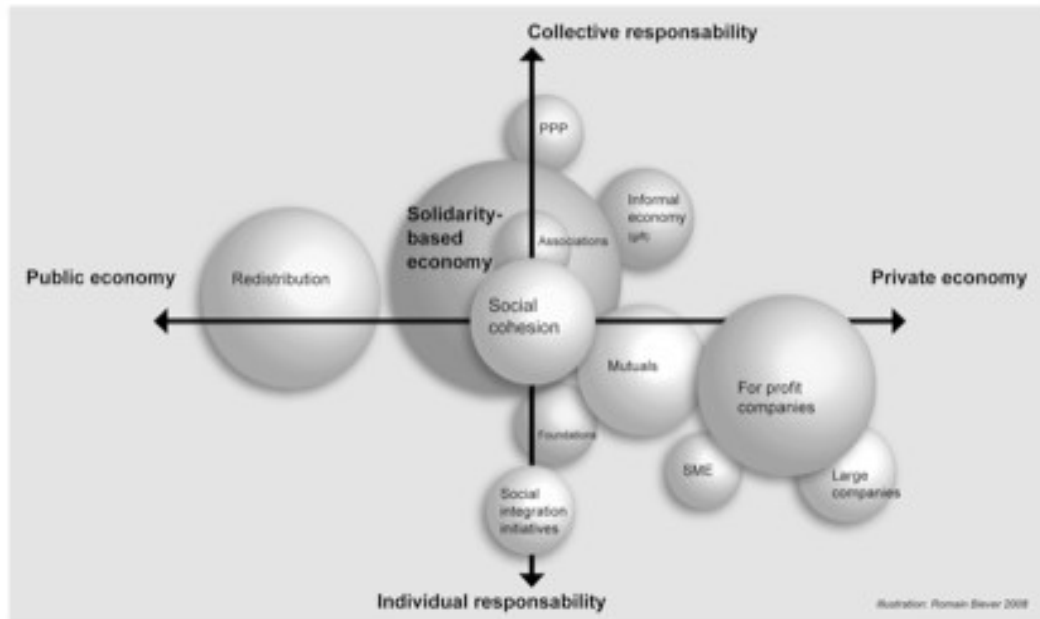 Collective responsability
PPP
Informal
economy
(gift)
Solidarity-
based
economy
Associations
Public economy
Redistribution
Private economy
Social
cohesion
Mutuals
For profit
companies
Foundations
SME
Large
companies
Social
integration
initiatives
Individual responsability
Illustration: Romain Biever 2008